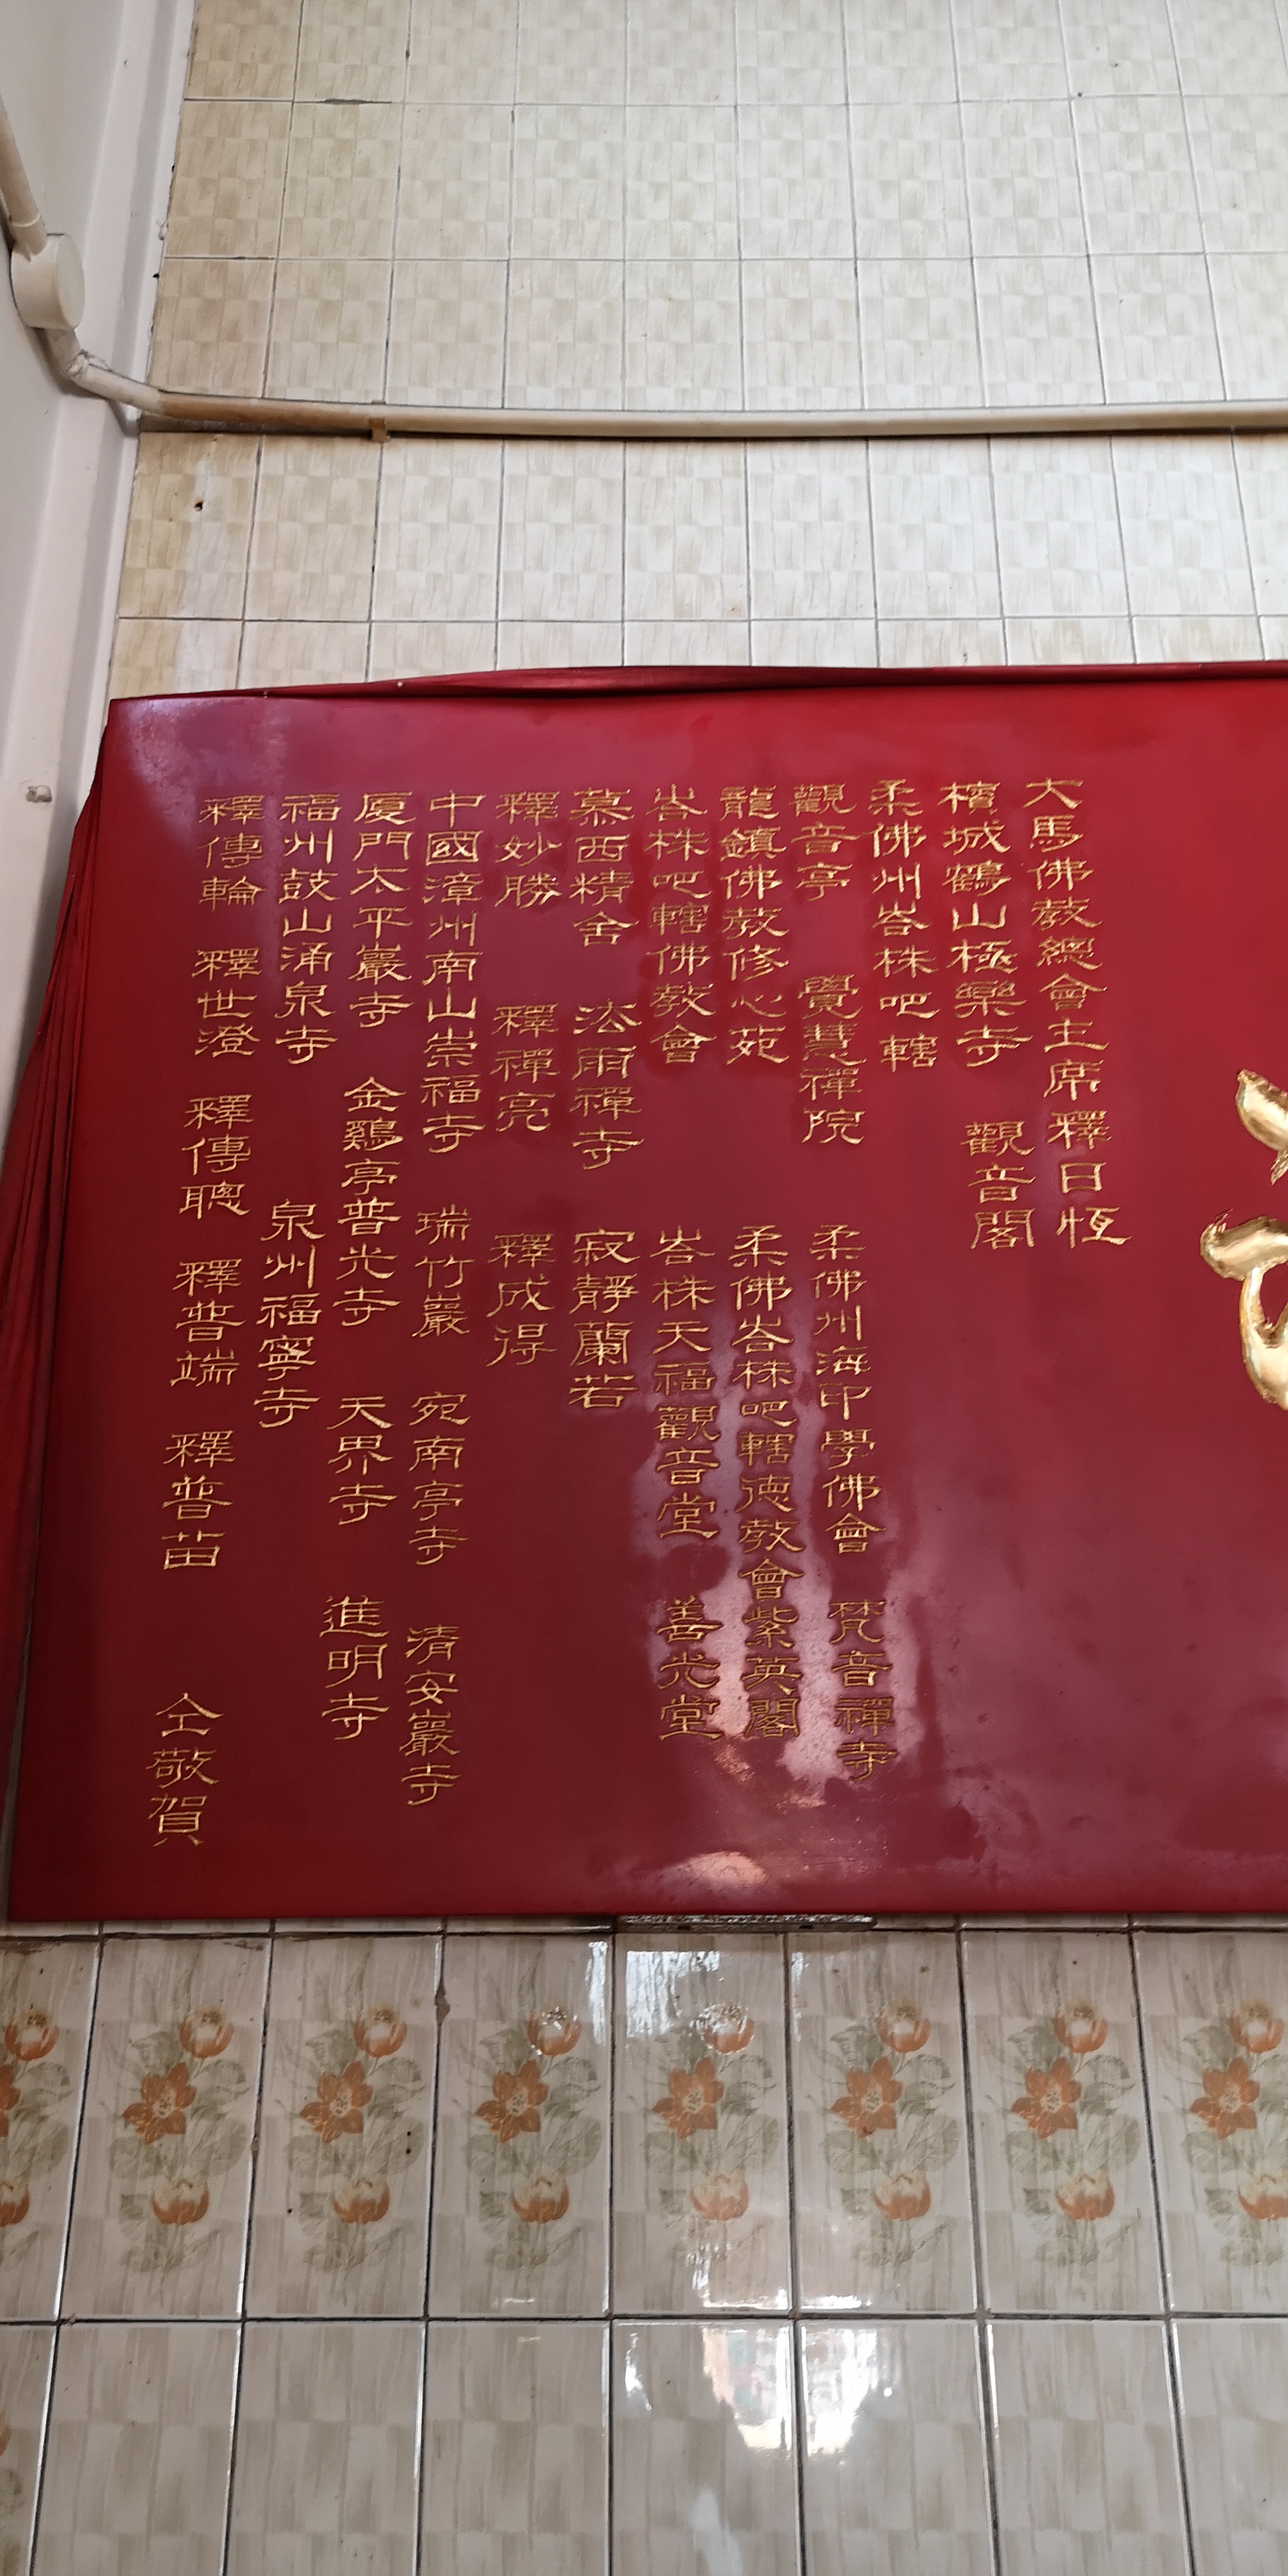 大馬佛教總會主席釋日恆
檳城鶴山極樂寺 觀音閣
柔佛州峇株吧轄
觀音亭 覺慧禪院 柔佛州海印學佛會 梵音禪寺
龍鎮佛教修心苑 柔佛峇株吧轄德教會紫英閣
峇株吧轄佛教會 峇株天福觀音堂 善光堂
慕西精舍 法雨禪寺 寂靜蘭若
釋妙勝 釋禪亮 釋成得
中國漳州南山崇福寺 瑞竹巖 宛南亭寺 清安巖寺
厦門太平巖寺 金鷄亭普光寺 天界寺 進明寺
福州鼓山涌泉寺 泉州福寧寺
釋傳輪 釋世澄 釋傳聰 釋普端 釋普苗 仝敬賀